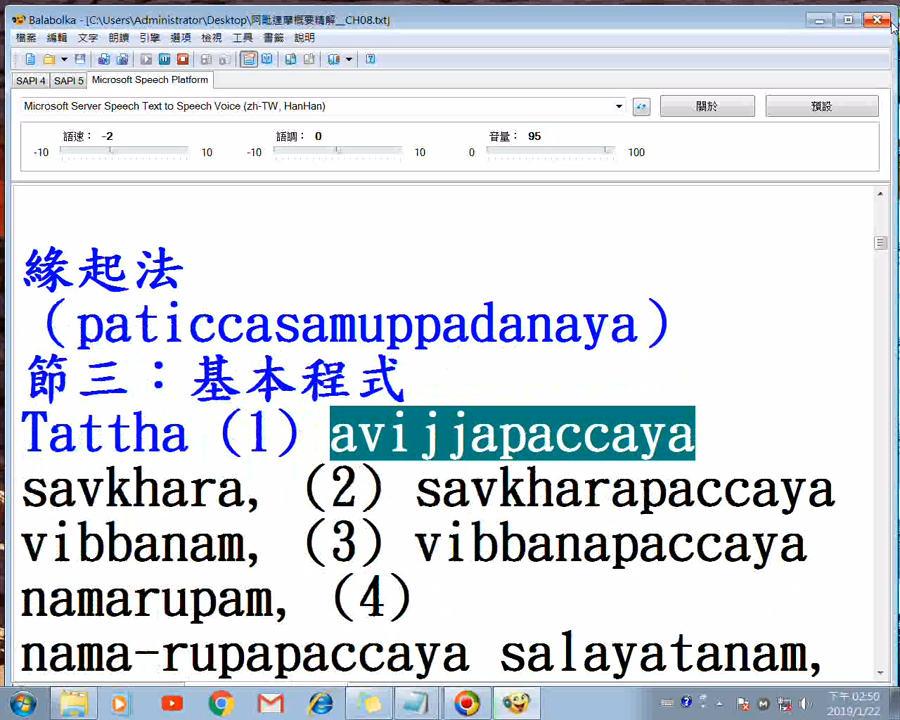 Balabolka - [C:\Users\Administrator\Desktop\阿毗達摩概要精解__CH08.txt]
檔案 編輯 文字 朗讀 引擎 選項 檢視 工具 書籤 說明
SAPI 4 SAPI 5 Microsoft Speech Platform
Microsoft Server Speech Text to Speech Voice (zh-TW, HanHan) 關於 預設
語速: -2 語調: 0 音量: 95
-10 10 -10 10 0 100
緣起法
(paticcasamuppadanaya)
節三:基本程式
Tattha (1) avijjapaccaya
savkhara, (2) savkharapaccaya
vibbanam, (3) vibbanapaccaya
namarupam, (4)
nama-rupapaccaya salayatanam,
下午 02:50
2019/1/22